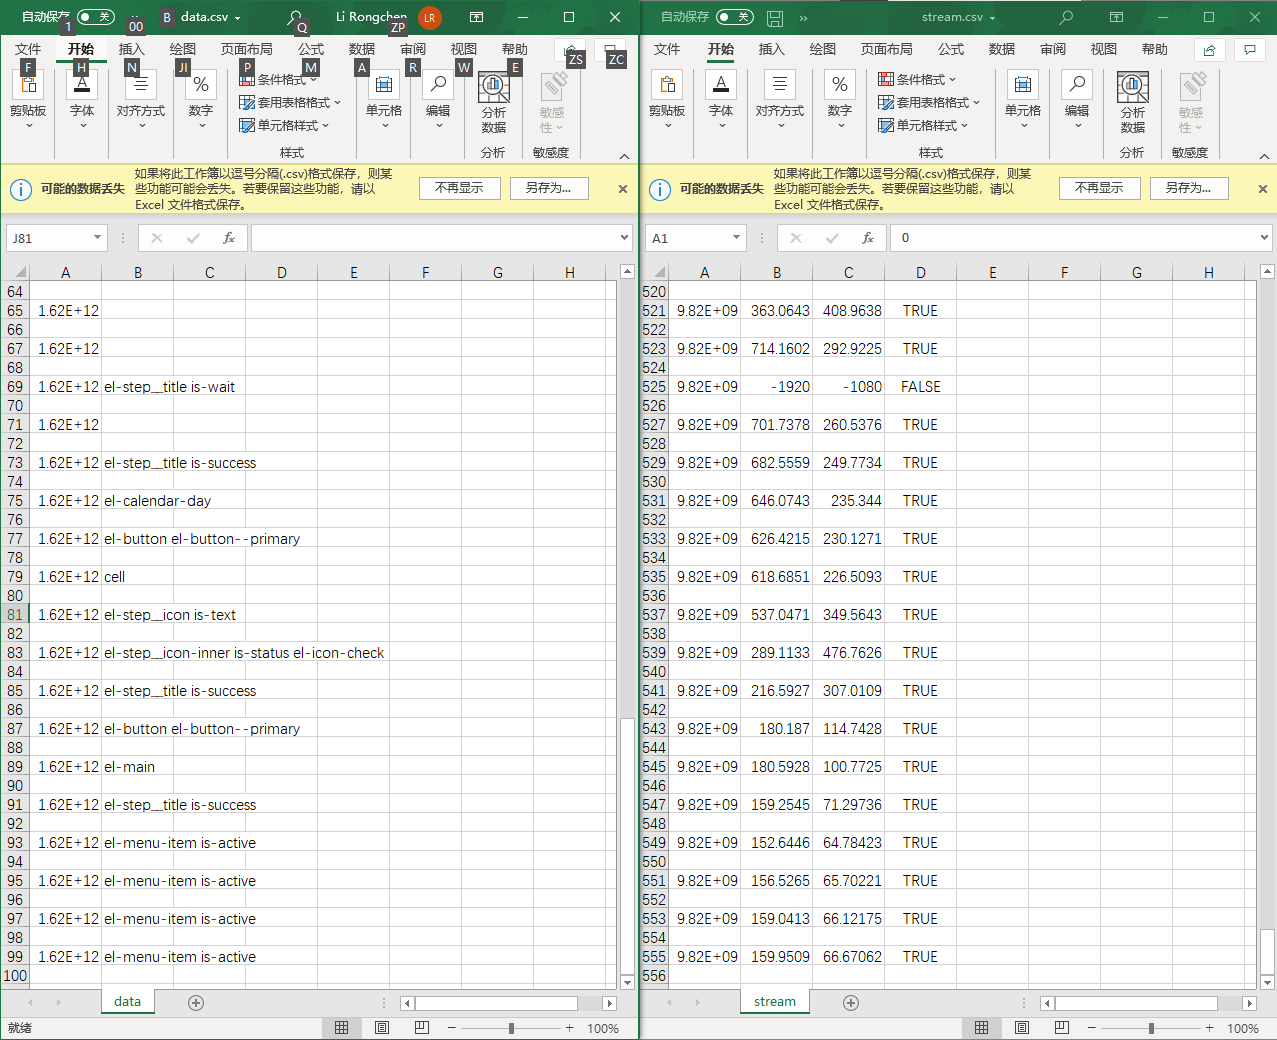 自动保存 关 B data.csv Q Li Rongchen LR
1 00 ZP
文件 开始 插入 绘图 页面布局 公式 数据 审阅 视图 帮助 ZS ZC
F H N JI P M A R W E
剪贴板 字体 对齐方式 数字 条件格式 套用表格格式 单元格样式 样式 单元格 编辑 分析数据 分析 敏感性 敏感度
可能的数据丢失 如果将此工作簿以逗号分隔(.csv)格式保存，则某
些功能可能会丢失。若要保留这些功能，请以
Excel 文件格式保存。
不再显示 另存为...
J81 fx
A B C D E F G H
64
65 1.62E+12
66
67 1.62E+12
68
69 1.62E+12 el-step__title is-wait
70
71 1.62E+12
72
73 1.62E+12 el-step__title is-success
74
75 1.62E+12 el-calendar-day
76
77 1.62E+12 el-button el-button--primary
78
79 1.62E+12 cell
80
81 1.62E+12 el-step__icon is-text
82
83 1.62E+12 el-step__icon-inner is-status el-icon-check
84
85 1.62E+12 el-step__title is-success
86
87 1.62E+12 el-button el-button--primary
88
89 1.62E+12 el-main
90
91 1.62E+12 el-step__title is-success
92
93 1.62E+12 el-menu-item is-active
94
95 1.62E+12 el-menu-item is-active
96
97 1.62E+12 el-menu-item is-active
98
99 1.62E+12 el-menu-item is-active
100
data
就绪 100%
自动保存 关 stream.csv
文件 开始 插入 绘图 页面布局 公式 数据 审阅 视图 帮助
剪贴板 字体 对齐方式 数字 条件格式 套用表格格式 单元格样式 样式 单元格 编辑 分析数据 分析 敏感性 敏感度
可能的数据丢失 如果将此工作簿以逗号分隔(.csv)格式保存，则某
些功能可能会丢失。若要保留这些功能，请以
Excel 文件格式保存。
不再显示 另存为...
A1 fx 0
A B C D E F G H
520
521 9.82E+09 363.0643 408.9638 TRUE
522
523 9.82E+09 714.1602 292.9225 TRUE
524
525 9.82E+09 -1920 -1080 FALSE
526
527 9.82E+09 701.7378 260.5376 TRUE
528
529 9.82E+09 682.5559 249.7734 TRUE
530
531 9.82E+09 646.0743 235.344 TRUE
532
533 9.82E+09 626.4215 230.1271 TRUE
534
535 9.82E+09 618.6851 226.5093 TRUE
536
537 9.82E+09 537.0471 349.5643 TRUE
538
539 9.82E+09 289.1133 476.7626 TRUE
540
541 9.82E+09 216.5927 307.0109 TRUE
542
543 9.82E+09 180.187 114.7428 TRUE
544
545 9.82E+09 180.5928 100.7725 TRUE
546
547 9.82E+09 159.2545 71.29736 TRUE
548
549 9.82E+09 152.6446 64.78423 TRUE
550
551 9.82E+09 156.5265 65.70221 TRUE
552
553 9.82E+09 159.0413 66.12175 TRUE
554
555 9.82E+09 159.9509 66.67062 TRUE
556
stream
100%